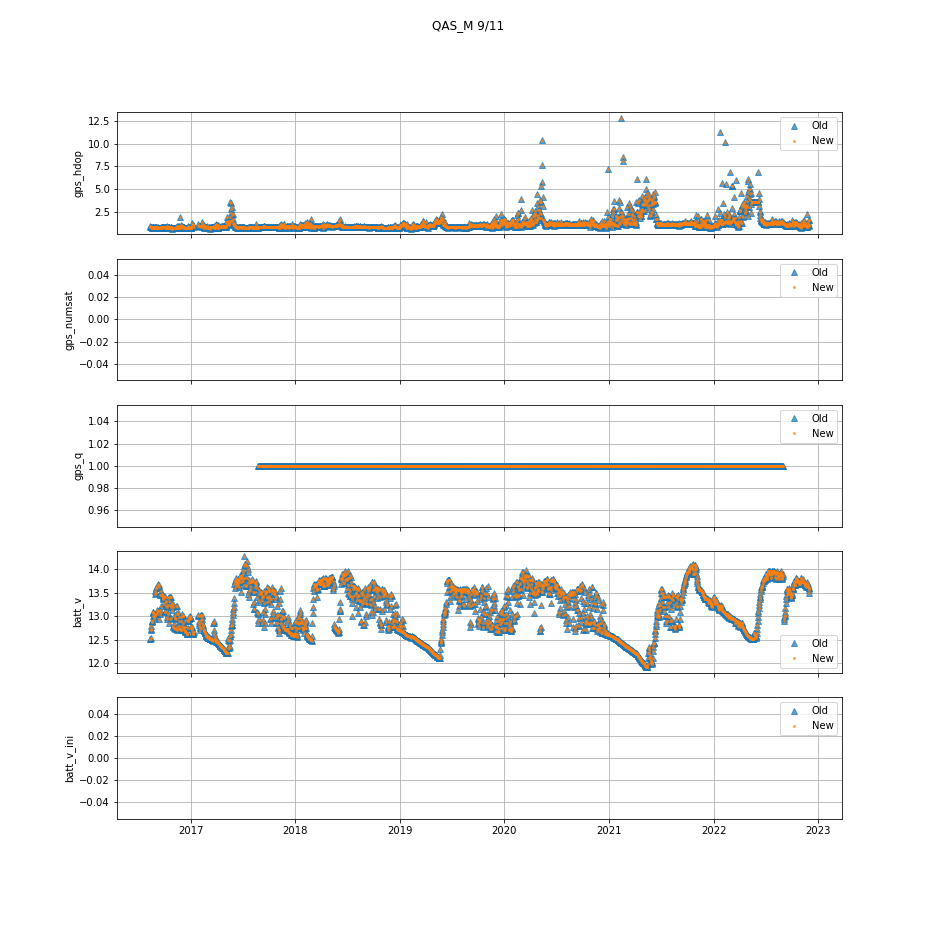 QAS_M 9/11
12.5
10.0
7.5
5.0
2.5
gps_hdop
Old
New
0.04
0.02
0.00
−0.02
−0.04
gps_numsat
Old
New
1.04
1.02
1.00
0.98
0.96
gps_q
Old
New
14.0
13.5
13.0
12.5
12.0
batt_v
Old
New
0.04
0.02
0.00
−0.02
−0.04
batt_v_ini
Old
New
2017 2018 2019 2020 2021 2022 2023